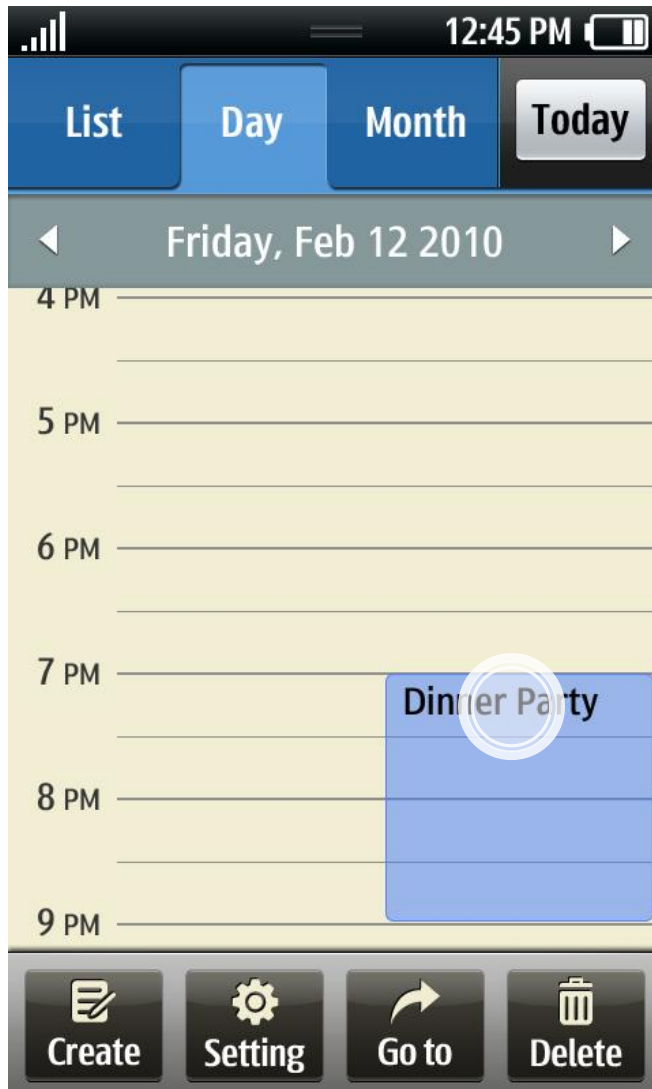 12:45 PM
List Day Month Today
Friday, Feb 12 2010
4 PM
5 PM
6 PM
7 PM
Dinner Party
8 PM
9 PM
Create Setting Go to Delete